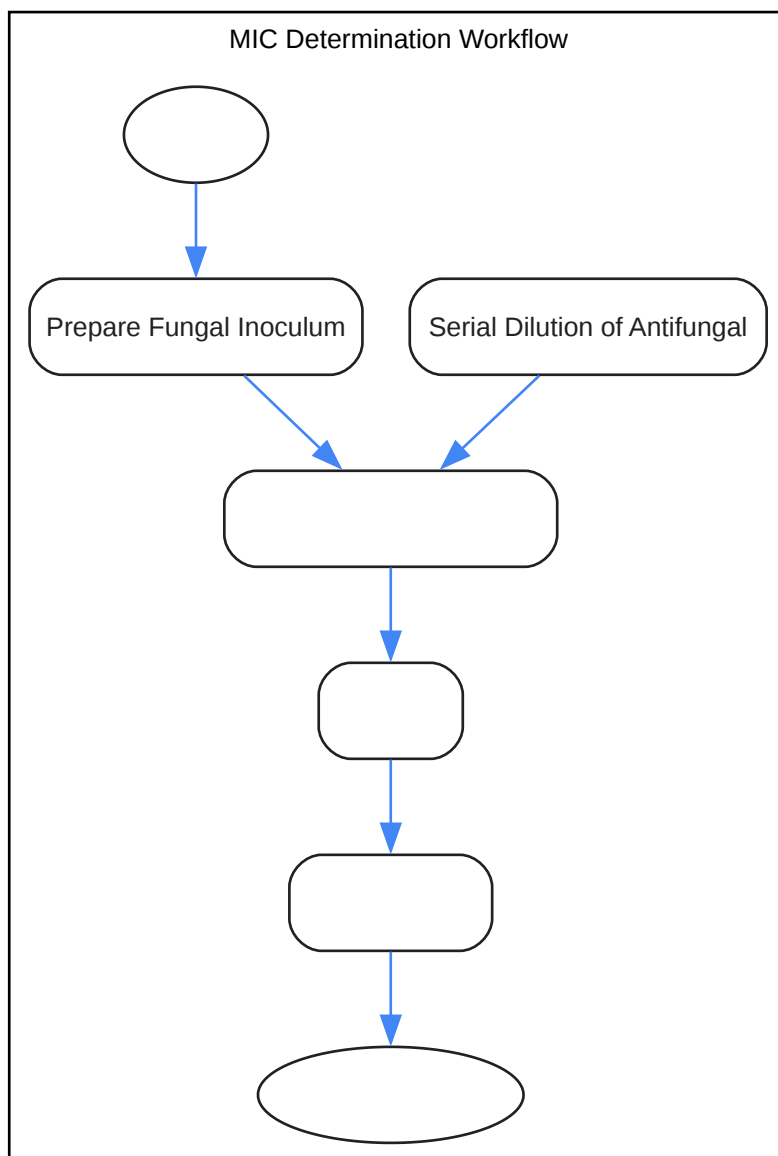 MIC Determination Workflow
Prepare Fungal Inoculum
Serial Dilution of Antifungal